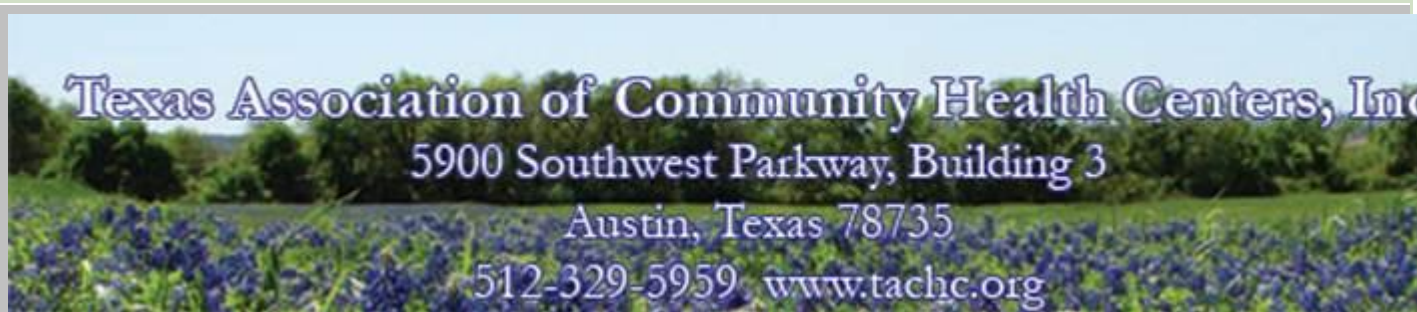 Texas Association of Community Health Centers, Inc
5900 Southwest Parkway, Building 3
Austin, Texas 78735
512-329-5959 www.tachc.org